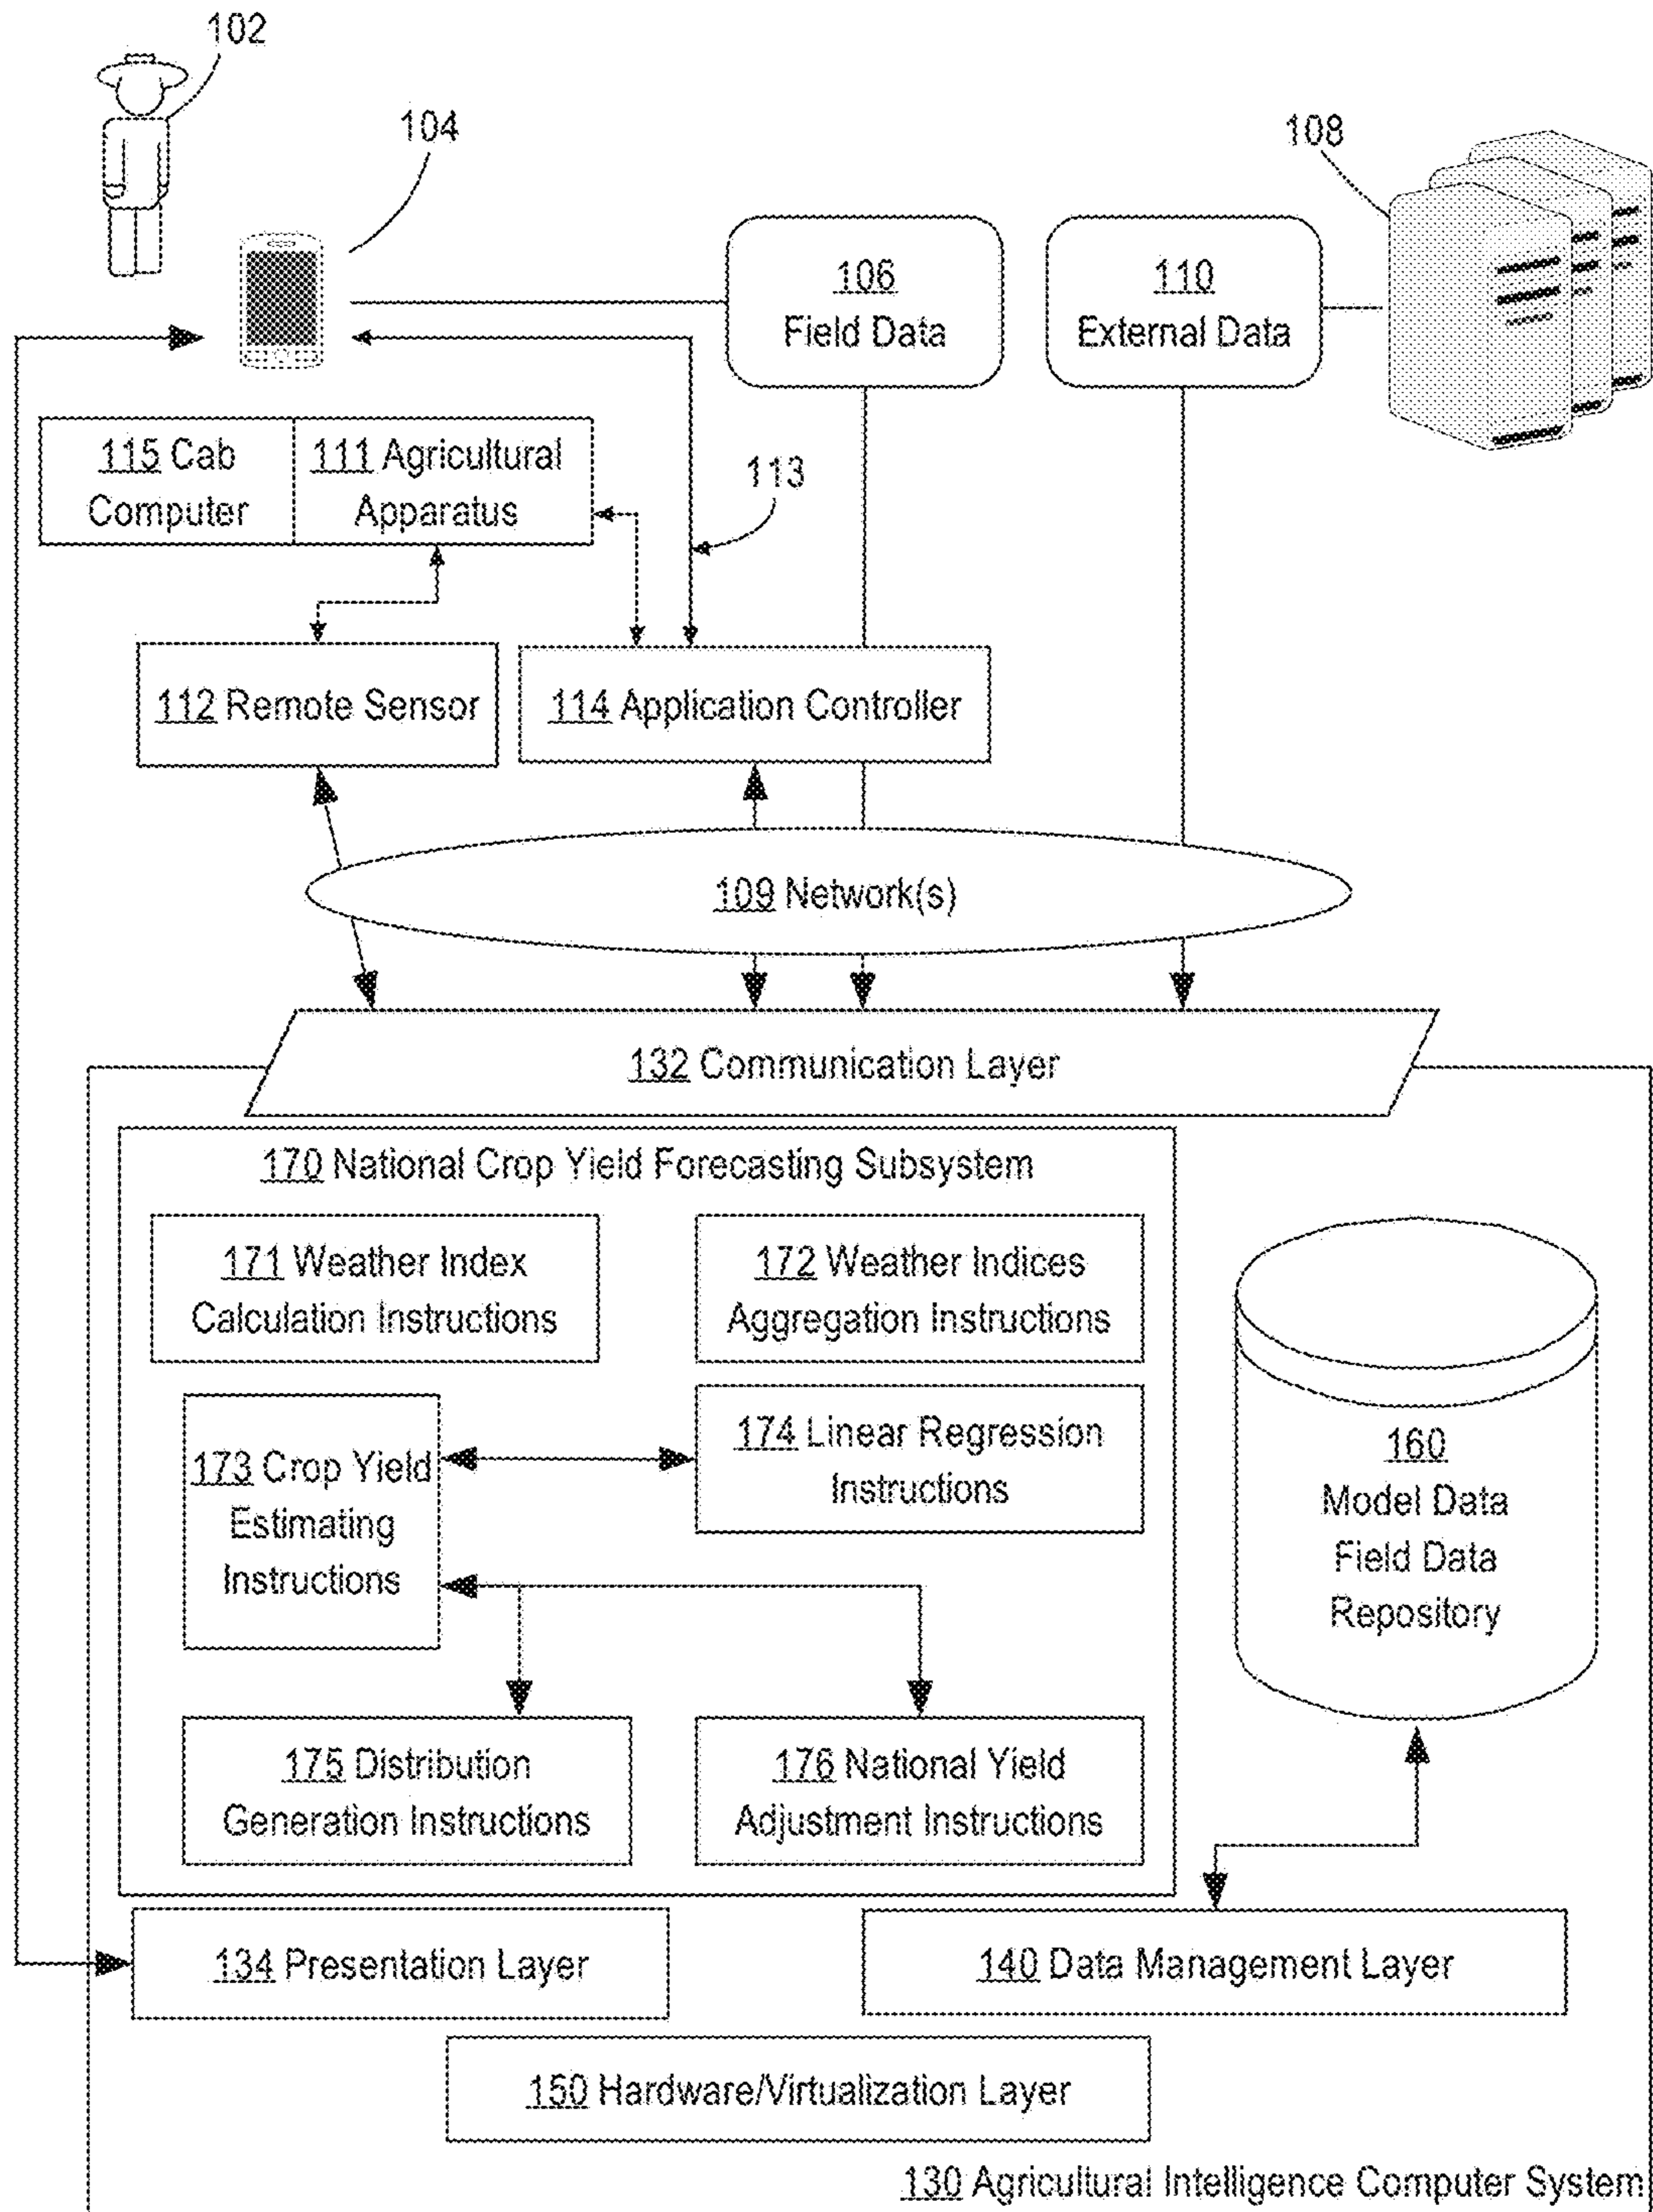 102
104
108
106
Field Data
110
External Data
115 Cab
Computer
111 Agricultural
Apparatus
113
112 Remote Sensor
114 Application Controller
109 Network(s)
132 Communication Layer
170 National Crop Yield Forecasting Subsystem
171 Weather Index
Calculation Instructions
172 Weather Indices
Aggregation Instructions
173 Crop Yield
Estimating
Instructions
174 Linear Regression
Instructions
160
Model Data
Field Data
Repository
175 Distribution
Generation Instructions
176 National Yield
Adjustment Instructions
134 Presentation Layer
140 Data Management Layer
150 Hardware/Virtualization Layer
130 Agricultural Intelligence Computer System